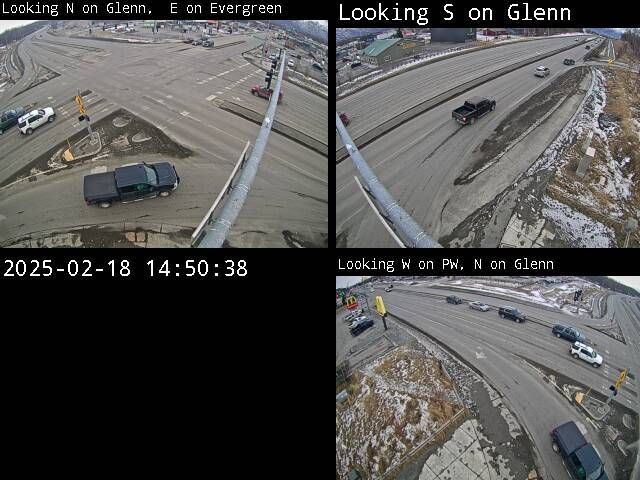 Looking N on Glenn, E on Evergreen
Looking S on Glenn
2025-02-18 14:50:38
Looking W on PW, N on Glenn